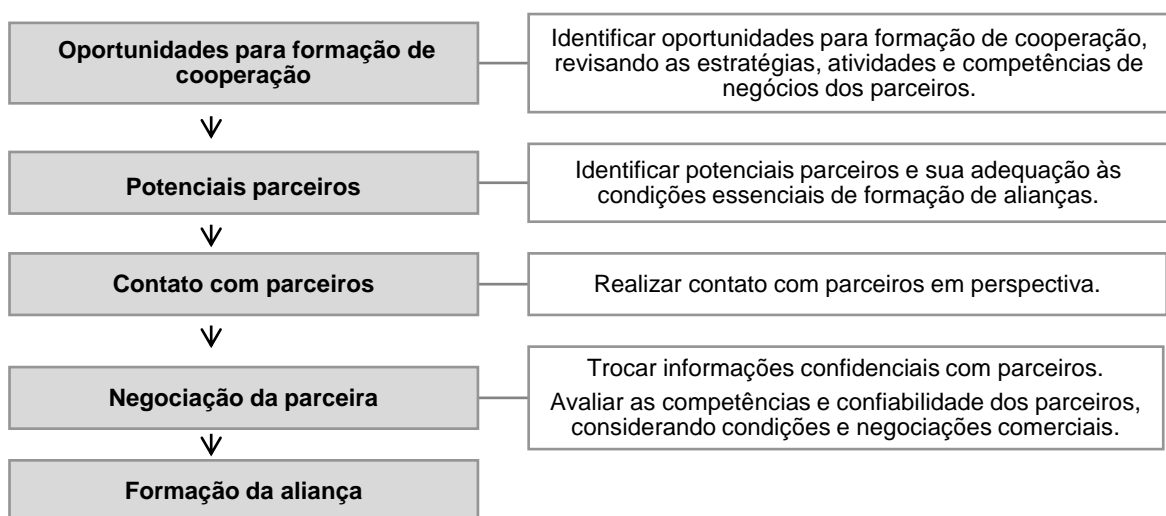 Oportunidades para formação de
cooperação
Identificar oportunidades para formação de cooperação,
revisando as estratégias, atividades e competências de
negócios dos parceiros.
Potenciais parceiros
Identificar potenciais parceiros e sua adequação às
condições essenciais de formação de alianças.
Contato com parceiros
Realizar contato com parceiros em perspectiva.
Negociação da parceira
Trocar informações confidenciais com parceiros.
Avaliar as competências e confiabilidade dos parceiros,
considerando condições e negociações comerciais.
Formação da aliança